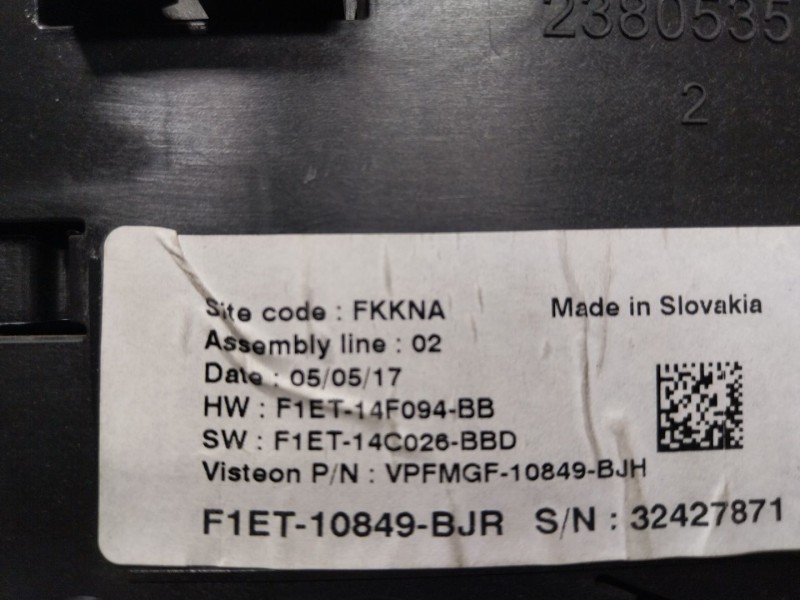 2380535
2
Site code : FKKNA
Made in Slovakia
Assembly line : 02
Date : 05/05/17
HW : F1ET-14F094-BB
SW : F1ET-14C026-BBD
Visteon P/N : VPFMGF-10849-BJH
F1ET-10849-BJR S/N : 32427871